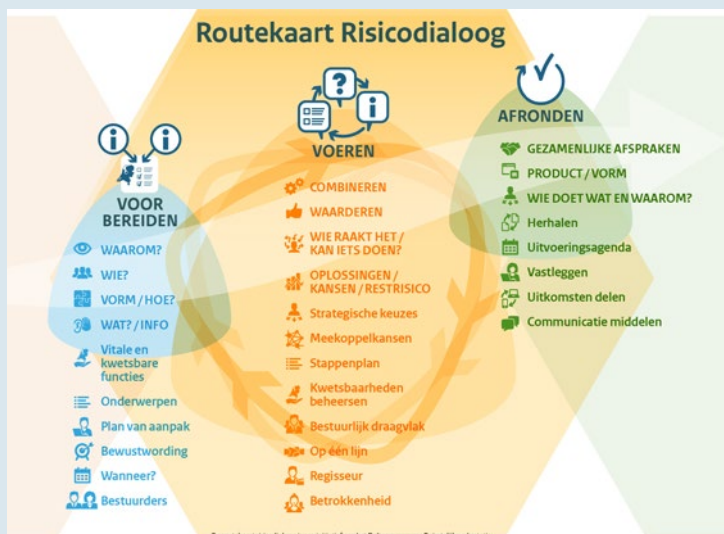 Routekaart Risicodialoog
VOOR
BEREIDEN
WAAROM?
WIE?
VORM / HOE?
WAT? / INFO
Vitale en
kwetsbare
functies
Onderwerpen
Plan van aanpak
Bewustwording
Wanneer?
Bestuurders
VOEREN
COMBINEREN
WAARDEREN
WIE RAAKT HET /
KAN IETS DOEN?
OPLOSSINGEN /
KANSEN / RESTRISICO
Strategische keuzes
Meekoppelkansen
Stappenplan
Kwetsbaarheden
beheersen
Bestuurlijk draagvlak
Op één lijn
Regisseur
Betrokkenheid
AFRONDEN
GEZAMENLIJKE AFSPRAKEN
PRODUCT / VORM
WIE DOET WAT EN WAAROM?
Herhalen
Uitvoeringsagenda
Vastleggen
Uitkomsten delen
Communicatie middelen